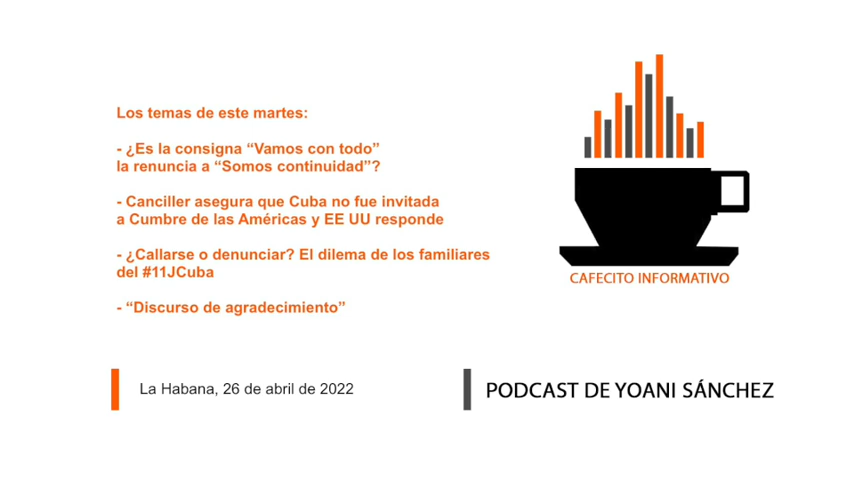 Los temas de este martes:
- ¿Es la consigna “Vamos con todo”
la renuncia a “Somos continuidad”?
- Canciller asegura que Cuba no fue invitada
a Cumbre de las Américas y EE UU responde
- ¿Callarse o denunciar? El dilema de los familiares
del #11JCuba
- “Discurso de agradecimiento”
CAFECITO INFORMATIVO
La Habana, 26 de abril de 2022
PODCAST DE YOANI SÁNCHEZ